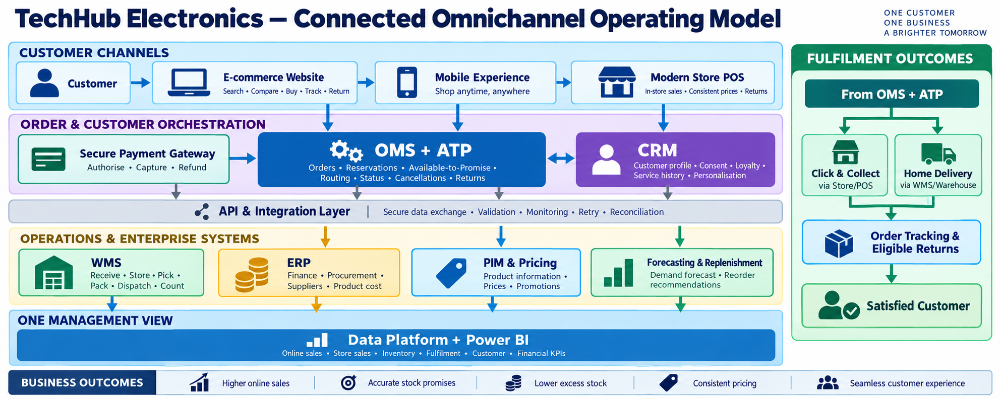 TechHub Electronics — Connected Omnichannel Operating Model
ONE CUSTOMER
ONE BUSINESS
A BRIGHTER TOMORROW
CUSTOMER CHANNELS
Customer
E-commerce Website
Search • Compare • Buy • Track • Return
Mobile Experience
Shop anytime, anywhere
Modern Store POS
In-store sales • Consistent prices • Returns
ORDER & CUSTOMER ORCHESTRATION
Secure Payment Gateway
Authorise • Capture • Refund
OMS + ATP
Orders • Reservations • Available-to-Promise •
Routing • Status • Cancellations • Returns
CRM
Customer profile • Consent • Loyalty •
Service history • Personalisation
API & Integration Layer
Secure data exchange • Validation • Monitoring • Retry • Reconciliation
OPERATIONS & ENTERPRISE SYSTEMS
WMS
Receive • Store • Pick •
Pack • Dispatch • Count
ERP
Finance • Procurement •
Suppliers • Product cost
PIM & Pricing
Product information •
Prices • Promotions
Forecasting & Replenishment
Demand forecast • Reorder
recommendations
ONE MANAGEMENT VIEW
Data Platform + Power BI
Online sales • Store sales • Inventory • Fulfilment • Customer • Financial KPIs
FULFILMENT OUTCOMES
From OMS + ATP
Click & Collect
via Store/POS
Home Delivery
via WMS/Warehouse
Order Tracking &
Eligible Returns
Satisfied Customer
BUSINESS OUTCOMES
Higher online sales
Accurate stock promises
Lower excess stock
Consistent pricing
Seamless customer experience